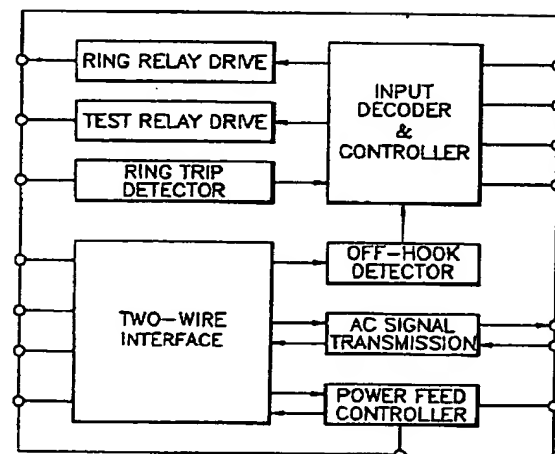 RING RELAY DRIVE
TEST RELAY DRIVE
RING TRIP
DETECTOR
INPUT
DECODER
&
CONTROLLER
OFF-HOOK
DETECTOR
TWO-WIRE
INTERFACE
AC SIGNAL
TRANSMISSION
POWER FEED
CONTROLLER